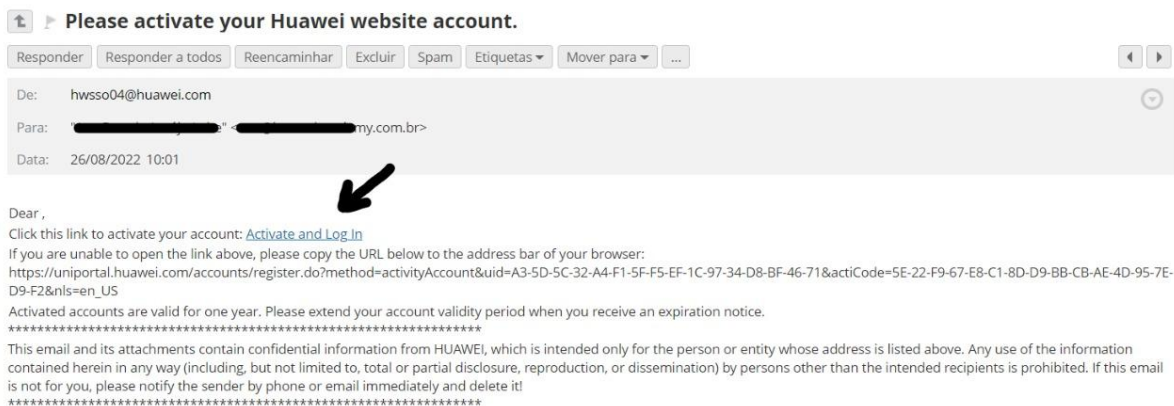 Please activate your Huawei website account.
Responder Responder a todos Reencaminhar Excluir Spam Etiquetas Mover para ...
De: hwsso04@huawei.com
Para: " " < my.com.br>
Data: 26/08/2022 10:01
Dear ,
Click this link to activate your account: Activate and Log In
If you are unable to open the link above, please copy the URL below to the address bar of your browser:
https://uniportal.huawei.com/accounts/register.do?method=activityAccount&uid=A3-5D-5C-32-A4-F1-5F-F5-EF-1C-97-34-D8-BF-46-71&actiCode=5E-22-F9-67-E8-C1-8D-D9-BB-CB-AE-4D-95-7E-
D9-F2&nls=en_US
Activated accounts are valid for one year. Please extend your account validity period when you receive an expiration notice.
******************************************************************
This email and its attachments contain confidential information from HUAWEI, which is intended only for the person or entity whose address is listed above. Any use of the information
contained herein in any way (including, but not limited to, total or partial disclosure, reproduction, or dissemination) by persons other than the intended recipients is prohibited. If this email
is not for you, please notify the sender by phone or email immediately and delete it!
******************************************************************